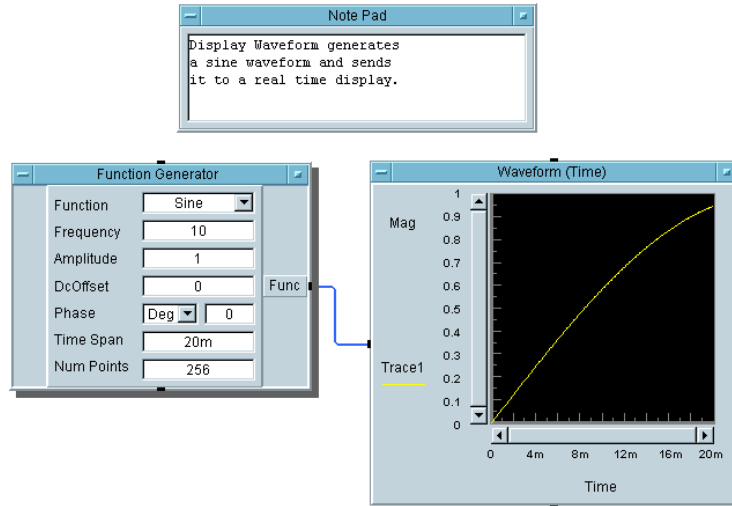 Note Pad
Display Waveform generates
a sine waveform and sends
it to a real time display.
Function Generator
Function Sine
Frequency 10
Amplitude 1
DcOffset 0
Phase Deg 0
Time Span 20m
Num Points 256
Func
Waveform (Time)
Mag
Trace1
1
0.9
0.8
0.7
0.6
0.5
0.4
0.3
0.2
0.1
0
0 4m 8m 12m 16m 20m
Time